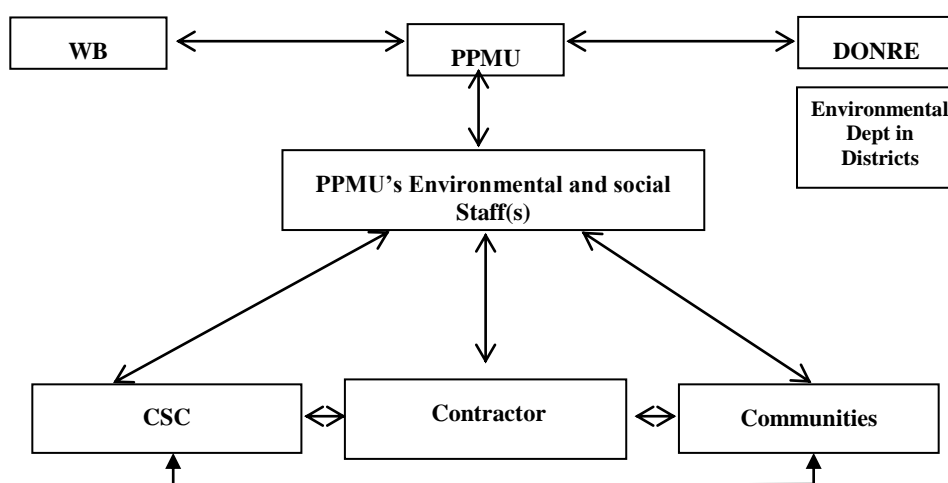 WB
PPMU
DONRE
Environmental
Dept in
Districts
PPMU’s Environmental and social
Staff(s)
CSC
Contractor
Communities